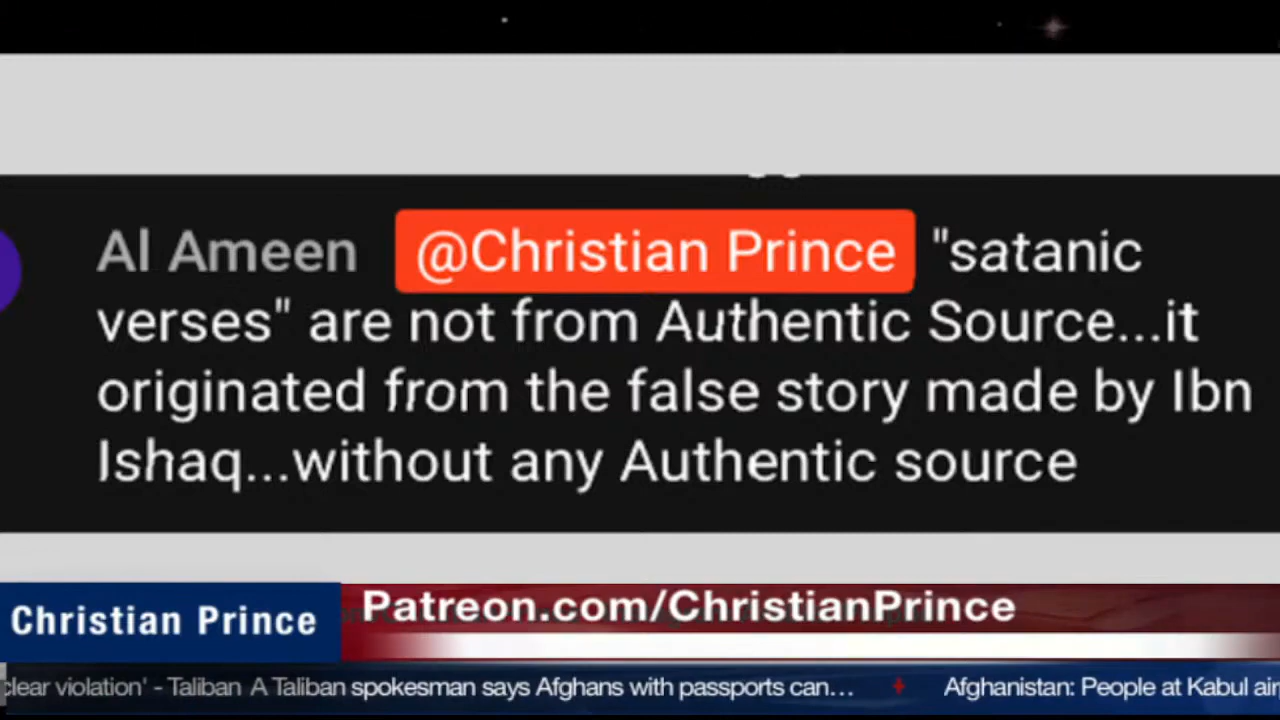 Al Ameen @Christian Prince "satanic
verses" are not from Authentic Source...it
originated from the false story made by Ibn
Ishaq...without any Authentic source
Christian Prince
Patreon.com/ChristianPrince
clear violation' - Taliban A Taliban spokesman says Afghans with passports can... Afghanistan: People at Kabul air